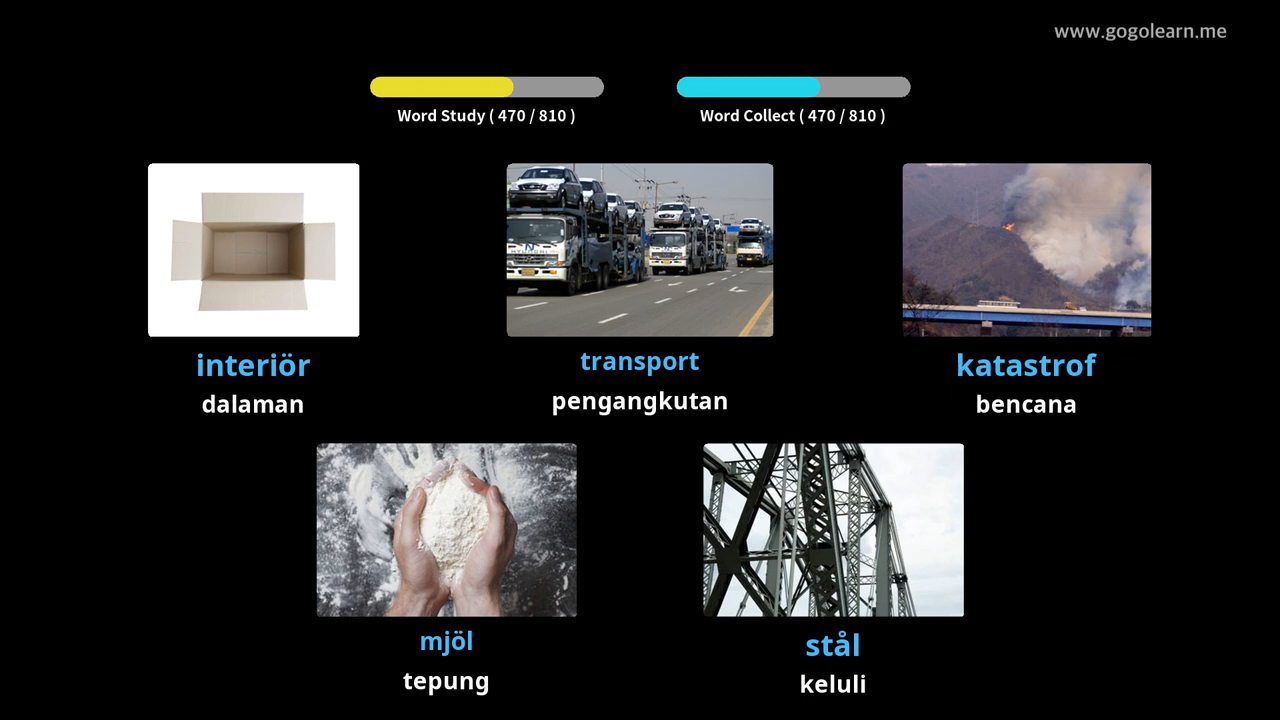 www.gogolearn.me
Word Study ( 470 / 810 )
Word Collect ( 470 / 810 )
interiör
dalaman
transport
pengangkutan
katastrof
bencana
mjöl
tepung
stål
keluli